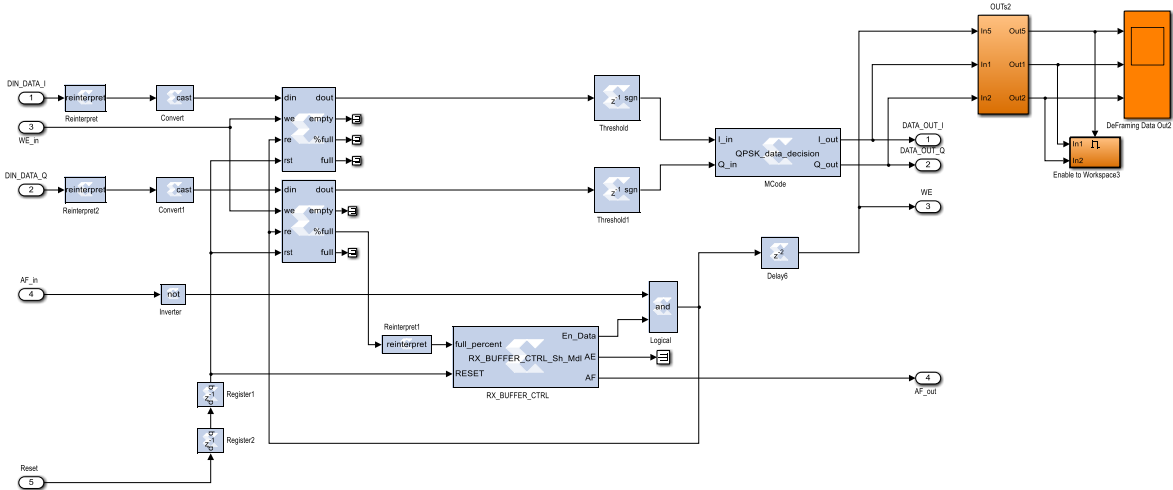 OUTs2
In5 Out5
In1 Out1
In2 Out2
DeFraming Data Out2
In1
In2
Enable to Workspace3
DIN_DATA_I
1
reinterpret
Reinterpret
cast
Convert
3
WE_in
din dout
we empty
re %full
rst full
z-1 sgn
Threshold
I_in I_out
QPSK_data_decision
Q_in Q_out
MCode
DATA_OUT_I
1
DATA_OUT_Q
2
DIN_DATA_Q
2
reinterpret
Reinterpret2
cast
Convert1
din dout
we empty
re %full
rst full
z-1 sgn
Threshold1
WE
3
z-2
Delay6
AF_in
4
not
Inverter
and
Logical
Reinterpret1
reinterpret
full_percent En_Data
RX_BUFFER_CTRL_Sh_Mdl AE
RESET AF
RX_BUFFER_CTRL
4
AF_out
d z-1 q
Register1
d z-1 q
Register2
Reset
5